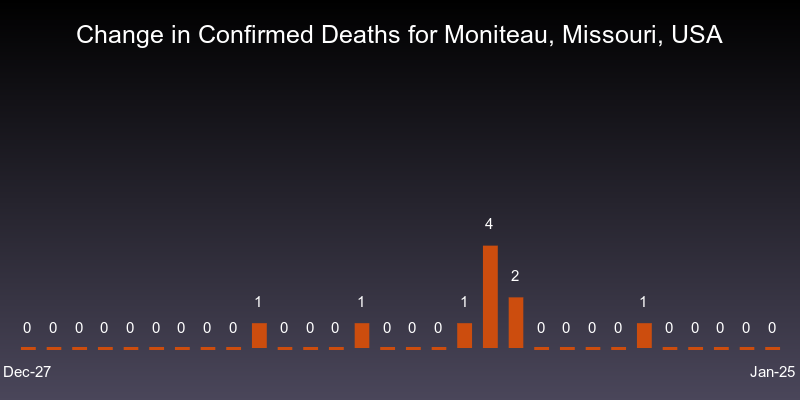 Change in Confirmed Deaths for Moniteau, Missouri, USA
4
2
1 1 1 1
0 0 0 0 0 0 0 0 0 0 0 0 0 0 0 0 0 0 0 0 0 0 0 0
Dec-27 Jan-25